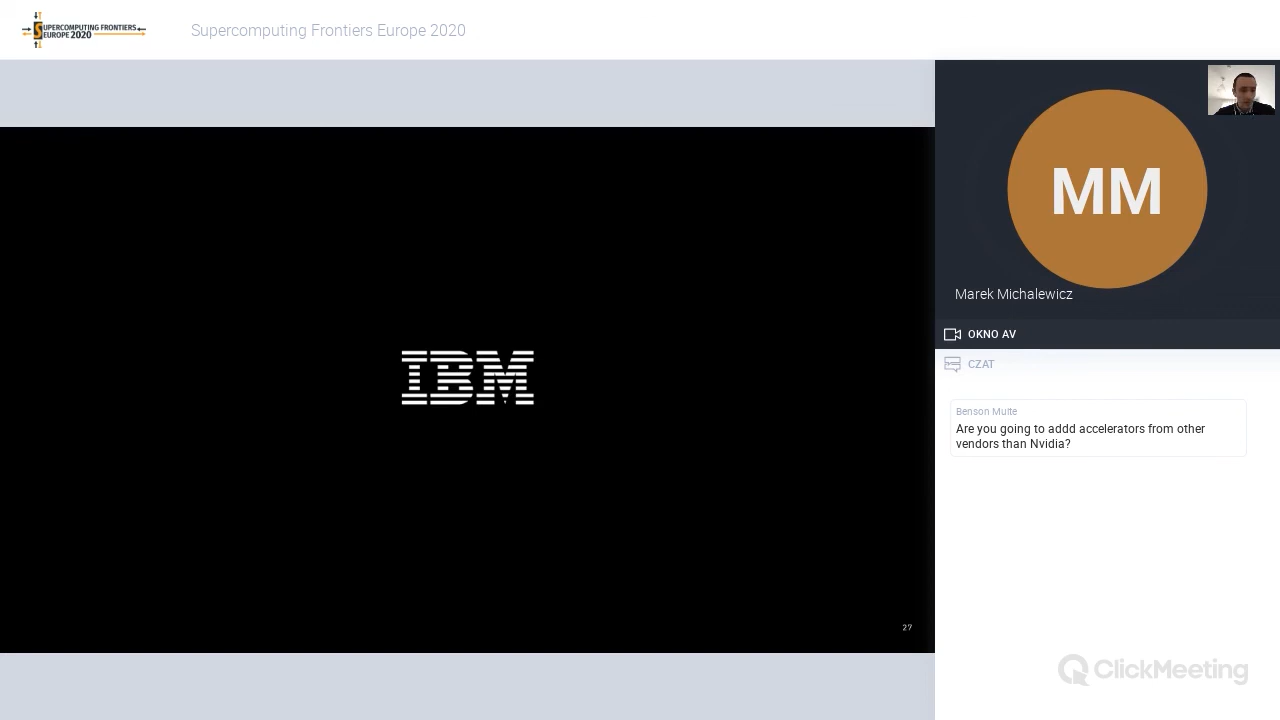 SUPERCOMPUTING FRONTIERS
EUROPE 2020
Supercomputing Frontiers Europe 2020
IBM
27
MM
Marek Michalewicz
OKNO AV
CZAT
Benson Muite
Are you going to addd accelerators from other
vendors than Nvidia?
ClickMeeting